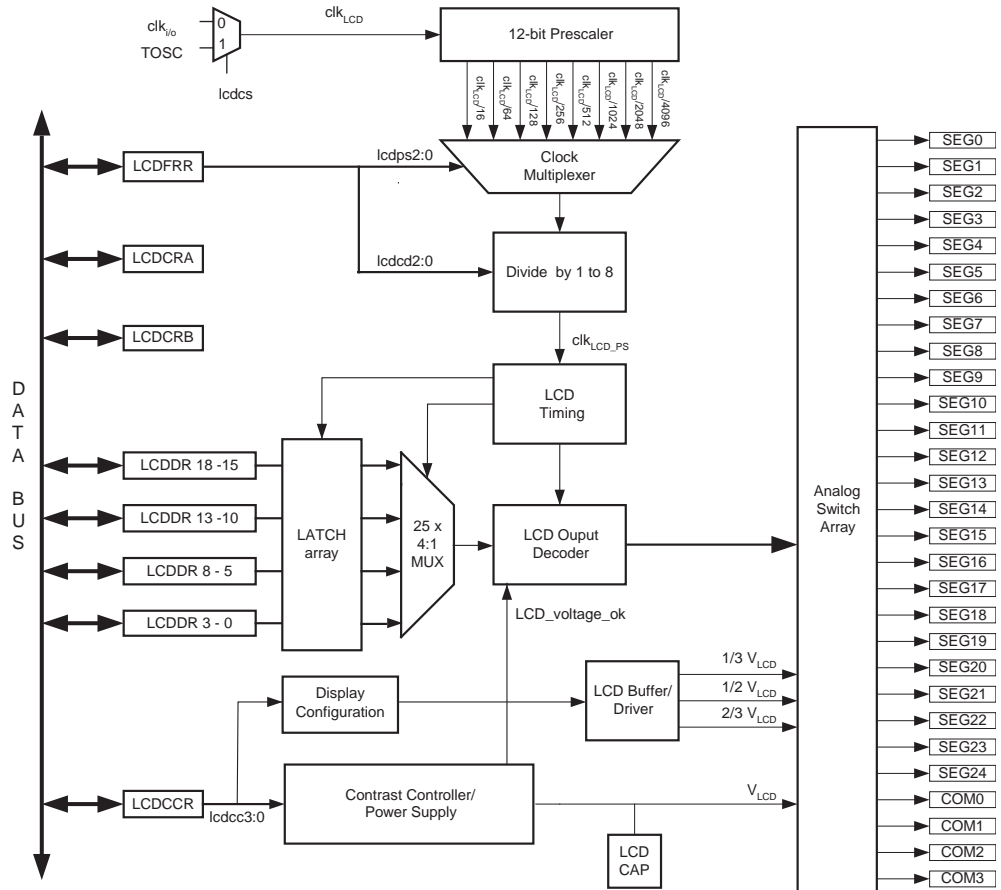 clk_LCD
0
clk_i/o
1
TOSC
lcdcs
12-bit Prescaler
clk_LCD/16
clk_LCD/64
clk_LCD/128
clk_LCD/256
clk_LCD/512
clk_LCD/1024
clk_LCD/2048
clk_LCD/4096
LCDFRR
lcdps2:0
Clock
Multiplexer
LCDCRA
lcdcd2:0
Divide by 1 to 8
LCDCRB
clk_LCD_PS
LCD
Timing
DATA BUS
LCDDR 18 -15
LCDDR 13 -10
LCDDR 8 - 5
LCDDR 3 - 0
LATCH
array
25 x
4:1
MUX
LCD Ouput
Decoder
LCD_voltage_ok
Analog
Switch
Array
Display
Configuration
LCD Buffer/
Driver
1/3 V_LCD
1/2 V_LCD
2/3 V_LCD
LCDCCR
lcdcc3:0
Contrast Controller/
Power Supply
V_LCD
LCD
CAP
SEG0
SEG1
SEG2
SEG3
SEG4
SEG5
SEG6
SEG7
SEG8
SEG9
SEG10
SEG11
SEG12
SEG13
SEG14
SEG15
SEG16
SEG17
SEG18
SEG19
SEG20
SEG21
SEG22
SEG23
SEG24
COM0
COM1
COM2
COM3